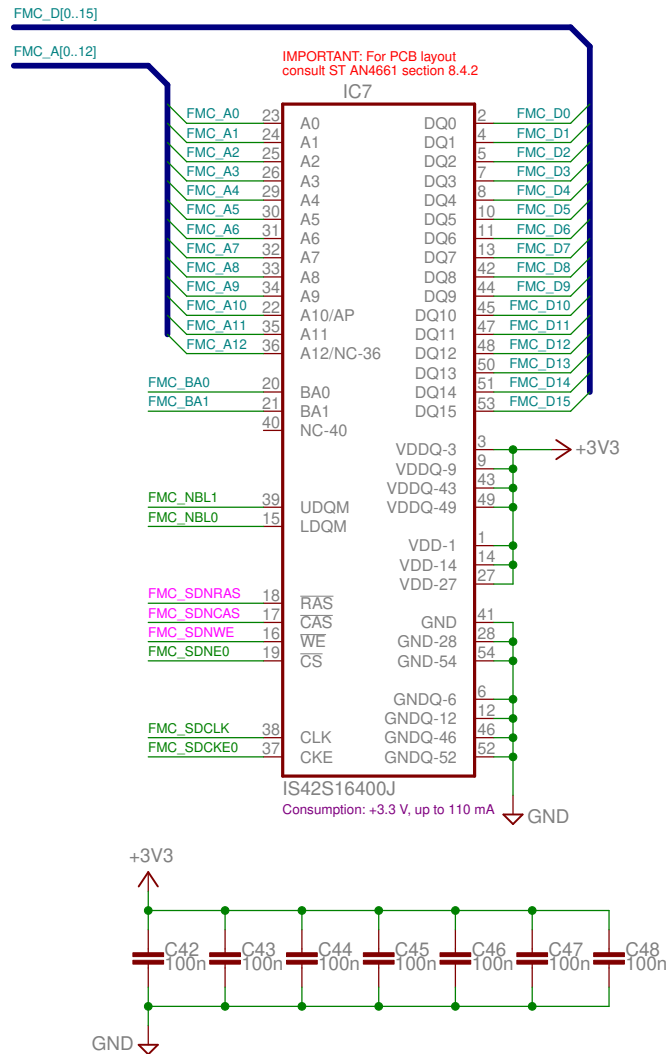 FMC_D[0..15]
FMC_A[0..12]
IMPORTANT: For PCB layout
consult ST AN4661 section 8.4.2
IC7
FMC_A0 23 A0 DQ0 2 FMC_D0
FMC_A1 24 A1 DQ1 4 FMC_D1
FMC_A2 25 A2 DQ2 5 FMC_D2
FMC_A3 26 A3 DQ3 7 FMC_D3
FMC_A4 29 A4 DQ4 8 FMC_D4
FMC_A5 30 A5 DQ5 10 FMC_D5
FMC_A6 31 A6 DQ6 11 FMC_D6
FMC_A7 32 A7 DQ7 13 FMC_D7
FMC_A8 33 A8 DQ8 42 FMC_D8
FMC_A9 34 A9 DQ9 44 FMC_D9
FMC_A10 22 A10/AP DQ10 45 FMC_D10
FMC_A11 35 A11 DQ11 47 FMC_D11
FMC_A12 36 A12/NC-36 DQ12 48 FMC_D12
DQ13 50 FMC_D13
FMC_BA0 20 BA0 DQ14 51 FMC_D14
FMC_BA1 21 BA1 DQ15 53 FMC_D15
40 NC-40
VDDQ-3 3 +3V3
VDDQ-9 9
VDDQ-43 43
FMC_NBL1 39 UDQM VDDQ-49 49
FMC_NBL0 15 LDQM
VDD-1 1
VDD-14 14
VDD-27 27
FMC_SDNRAS 18 RAS
FMC_SDNCAS 17 CAS GND 41
FMC_SDNWE 16 WE GND-28 28
FMC_SDNE0 19 CS GND-54 54
GNDQ-6 6
GNDQ-12 12
FMC_SDCLK 38 CLK GNDQ-46 46
FMC_SDCKE0 37 CKE GNDQ-52 52
IS42S16400J
Consumption: +3.3 V, up to 110 mA
GND
+3V3
C42 C43 C44 C45 C46 C47 C48
100n 100n 100n 100n 100n 100n 100n
GND